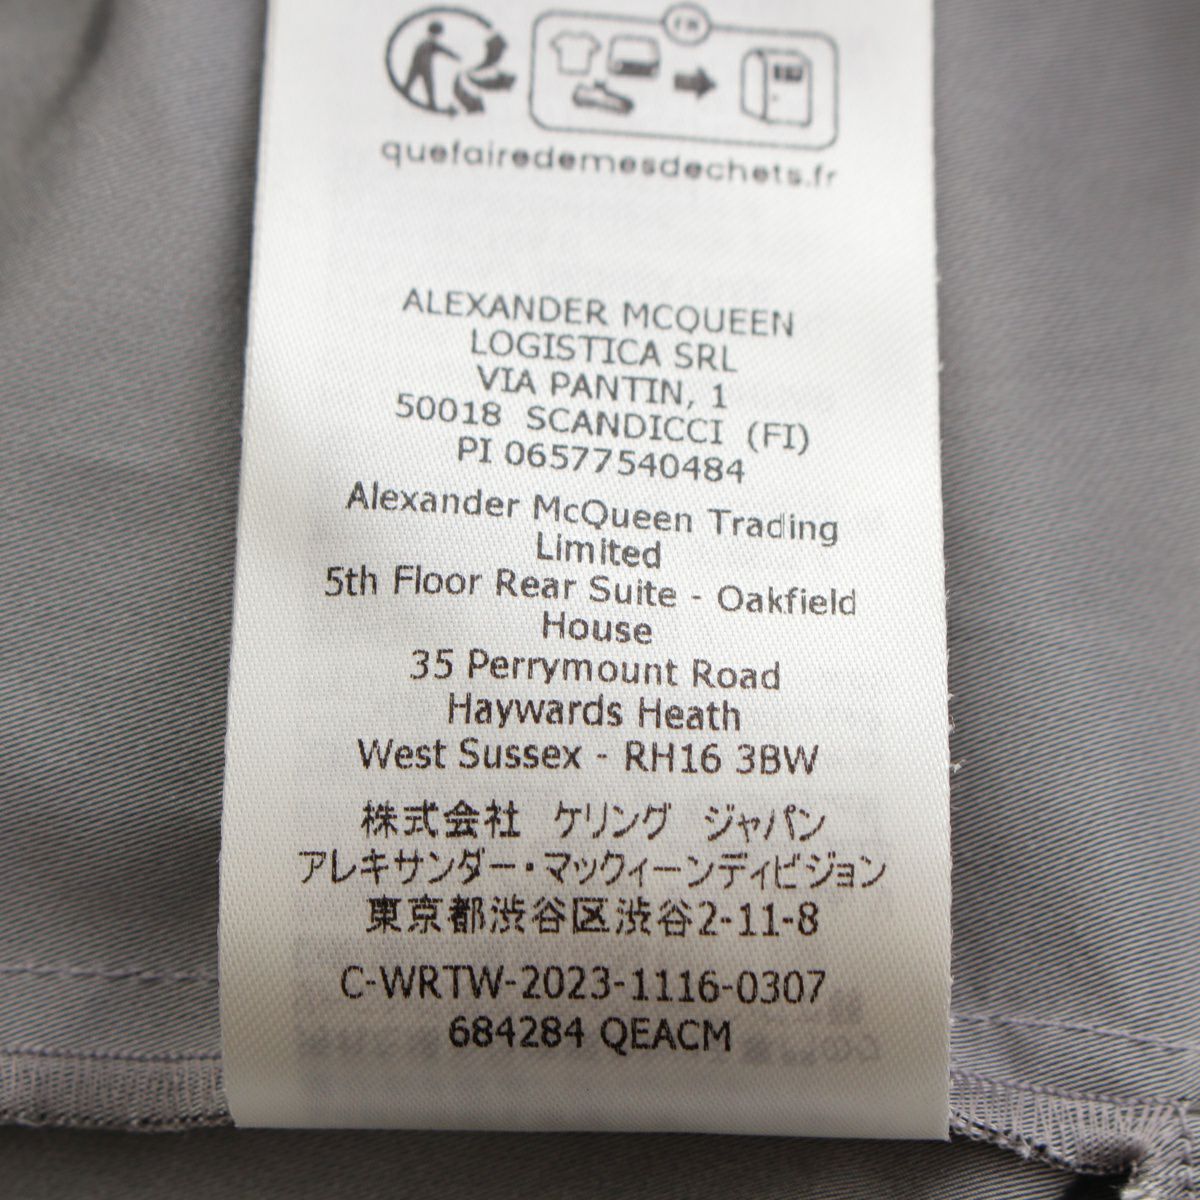 FR
quefairedemesdechets.fr
ALEXANDER MCQUEEN
LOGISTICA SRL
VIA PANTIN, 1
50018 SCANDICCI (FI)
PI 06577540484
Alexander McQueen Trading
Limited
5th Floor Rear Suite - Oakfield
House
35 Perrymount Road
Haywards Heath
West Sussex - RH16 3BW
株式会社 ケリング ジャパン
アレキサンダー・マックィーンディビジョン
東京都渋谷区渋谷2-11-8
C-WRTW-2023-1116-0307
684284 QEACM